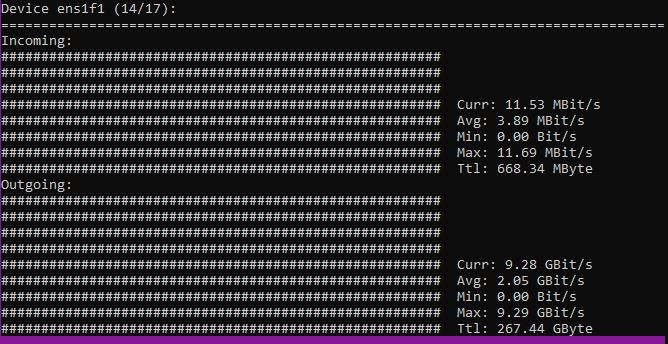 Device ens1f1 (14/17):
===================================================================================
Incoming:
#######################################################
#######################################################
#######################################################
####################################################### Curr: 11.53 MBit/s
####################################################### Avg: 3.89 MBit/s
####################################################### Min: 0.00 Bit/s
####################################################### Max: 11.69 MBit/s
####################################################### Ttl: 668.34 MByte
Outgoing:
#######################################################
#######################################################
#######################################################
#######################################################
####################################################### Curr: 9.28 GBit/s
####################################################### Avg: 2.05 GBit/s
####################################################### Min: 0.00 Bit/s
####################################################### Max: 9.29 GBit/s
####################################################### Ttl: 267.44 GByte